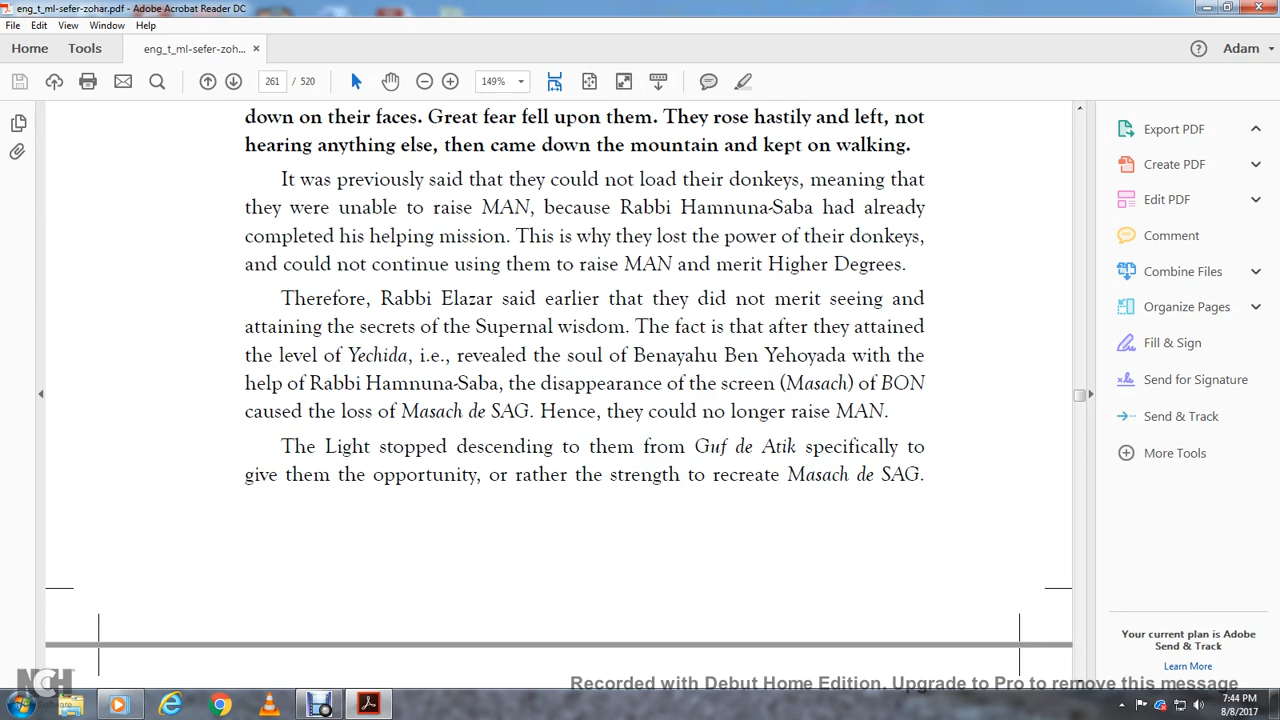 eng_t_ml-sefer-zohar.pdf - Adobe Acrobat Reader DC
File Edit View Window Help
Home Tools eng_t_ml-sefer-zoh... × Adam
261 / 520 149%
down on their faces. Great fear fell upon them. They rose hastily and left, not
hearing anything else, then came down the mountain and kept on walking.
It was previously said that they could not load their donkeys, meaning that
they were unable to raise MAN, because Rabbi Hamnuna-Saba had already
completed his helping mission. This is why they lost the power of their donkeys,
and could not continue using them to raise MAN and merit Higher Degrees.
Therefore, Rabbi Elazar said earlier that they did not merit seeing and
attaining the secrets of the Supernal wisdom. The fact is that after they attained
the level of Yechida, i.e., revealed the soul of Benayahu Ben Yehoyada with the
help of Rabbi Hamnuna-Saba, the disappearance of the screen (Masach) of BON
caused the loss of Masach de SAG. Hence, they could no longer raise MAN.
The Light stopped descending to them from Guf de Atik specifically to
give them the opportunity, or rather the strength to recreate Masach de SAG.
Export PDF
Create PDF
Edit PDF
Comment
Combine Files
Organize Pages
Fill & Sign
Send for Signature
Send & Track
More Tools
Your current plan is Adobe
Send & Track
Learn More
NCH
Software
Recorded with Debut Home Edition. Upgrade to Pro to remove this message
7:44 PM
8/8/2017